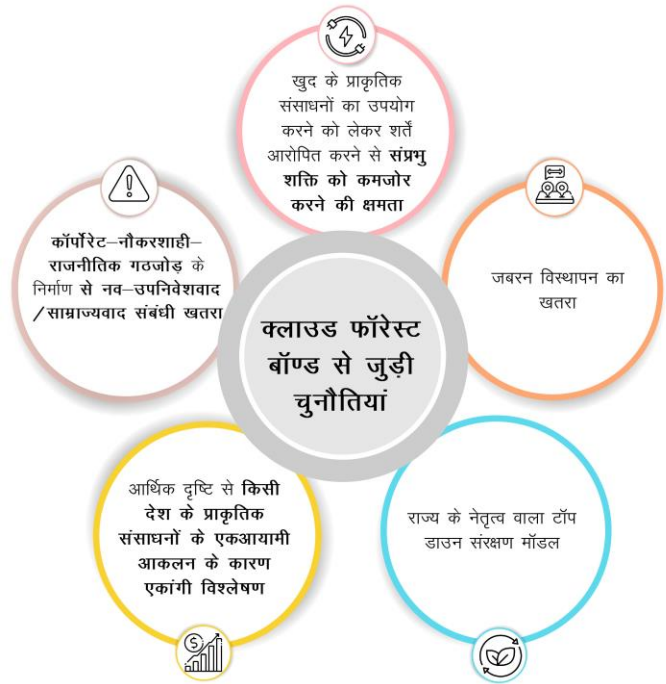 खुद के प्राकृतिक
संसाधनों का उपयोग
करने को लेकर शर्तें
आरोपित करने से संप्रभु
शक्ति को कमजोर
करने की क्षमता
कॉर्पोरेट–नौकरशाही–
राजनीतिक गठजोड़ के
निर्माण से नव–उपनिवेशवाद
/साम्राज्यवाद संबंधी खतरा
जबरन विस्थापन का
खतरा
क्लाउड फॉरेस्ट
बॉण्ड से जुड़ी
चुनौतियां
आर्थिक दृष्टि से किसी
देश के प्राकृतिक
संसाधनों के एकआयामी
आकलन के कारण
एकांगी विश्लेषण
राज्य के नेतृत्व वाला टॉप
डाउन संरक्षण मॉडल